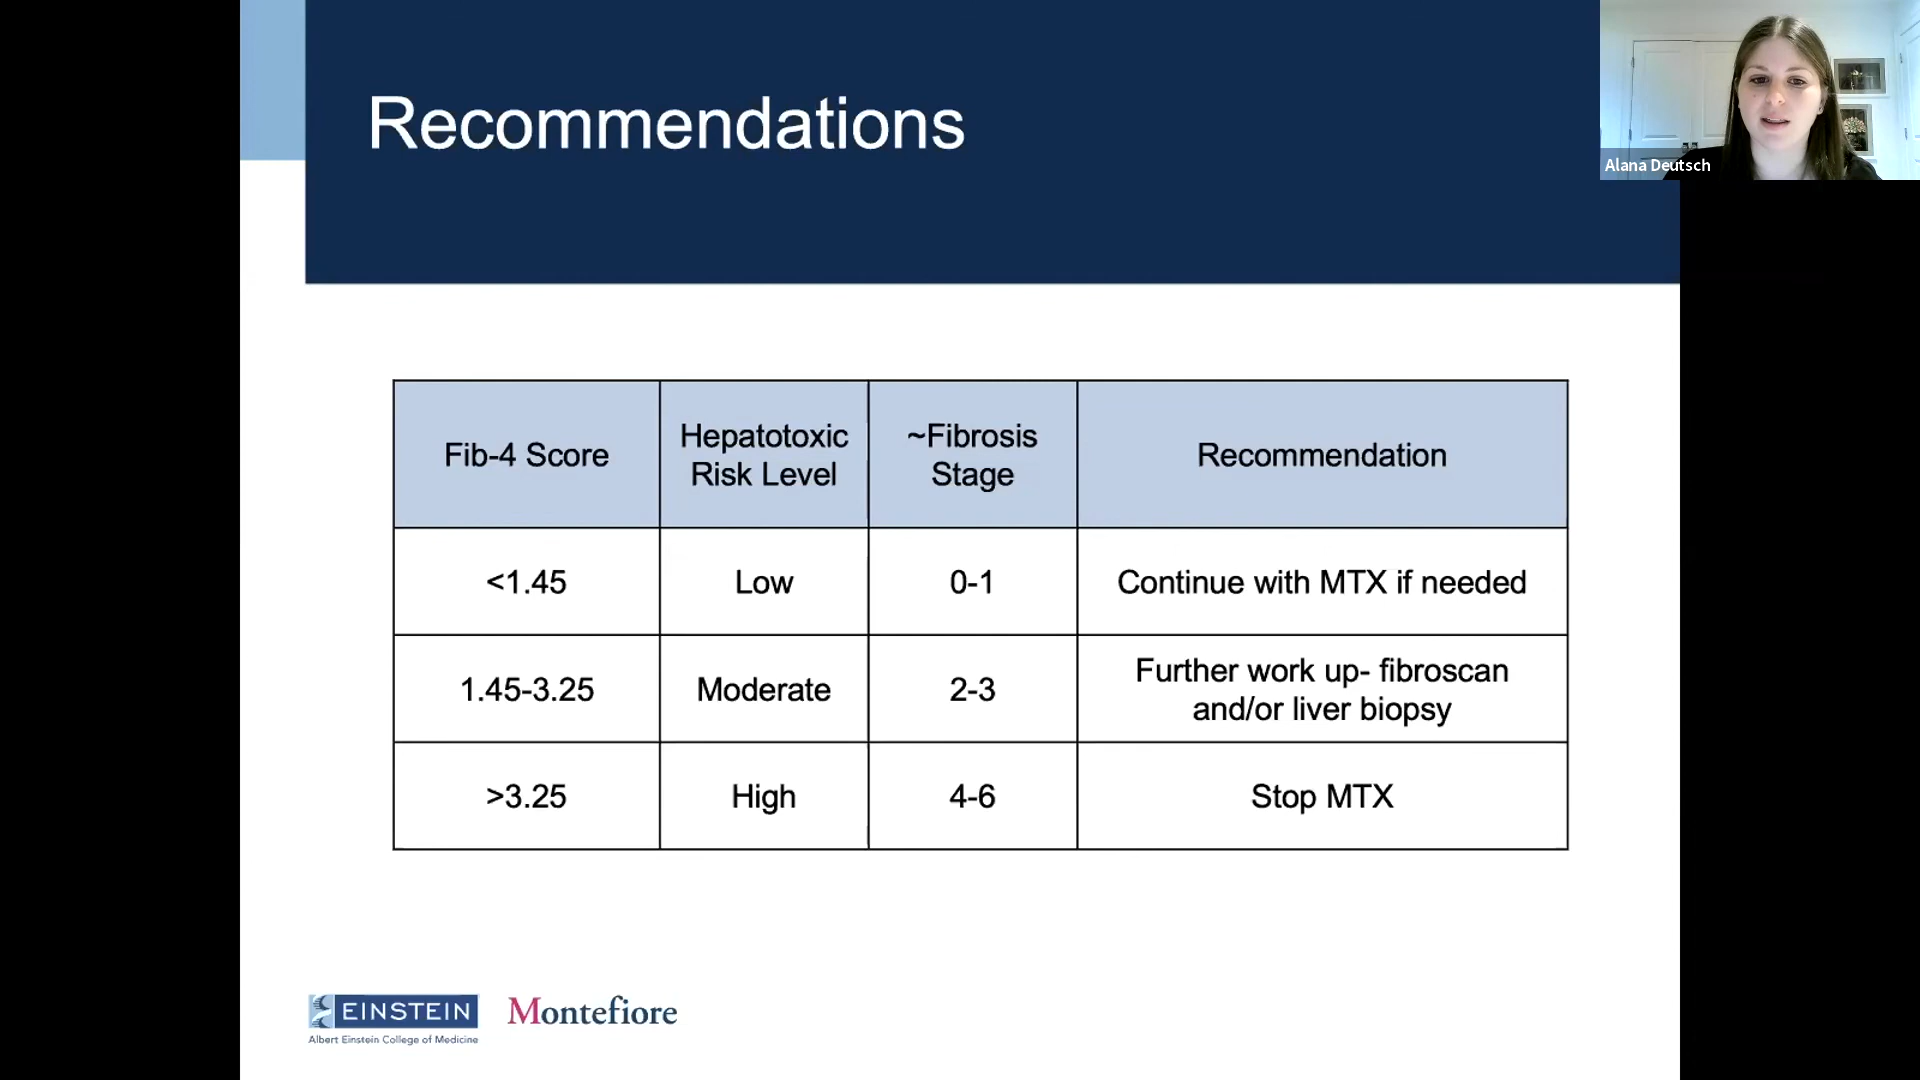 Recommendations
Alana Deutsch
Fib-4 Score
Hepatotoxic
Risk Level
~Fibrosis
Stage
Recommendation
<1.45
Low
0-1
Continue with MTX if needed
1.45-3.25
Moderate
2-3
Further work up- fibroscan
and/or liver biopsy
>3.25
High
4-6
Stop MTX
EINSTEIN
Albert Einstein College of Medicine
Montefiore